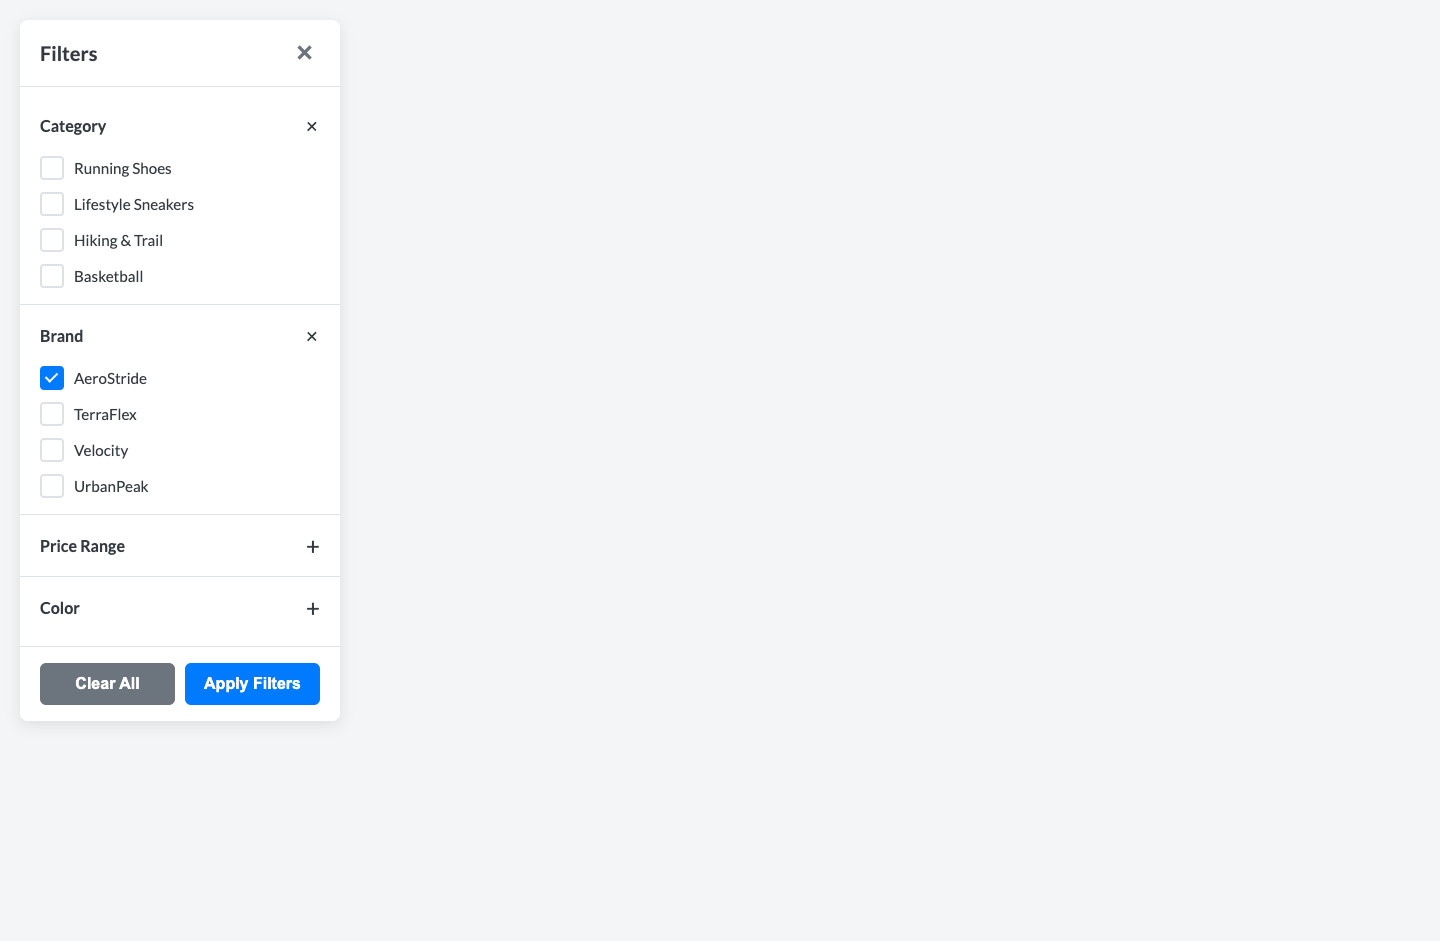 Filters
Category
Running Shoes
Lifestyle Sneakers
Hiking & Trail
Basketball
Brand
AeroStride
TerraFlex
Velocity
UrbanPeak
Price Range
Color
Clear All
Apply Filters